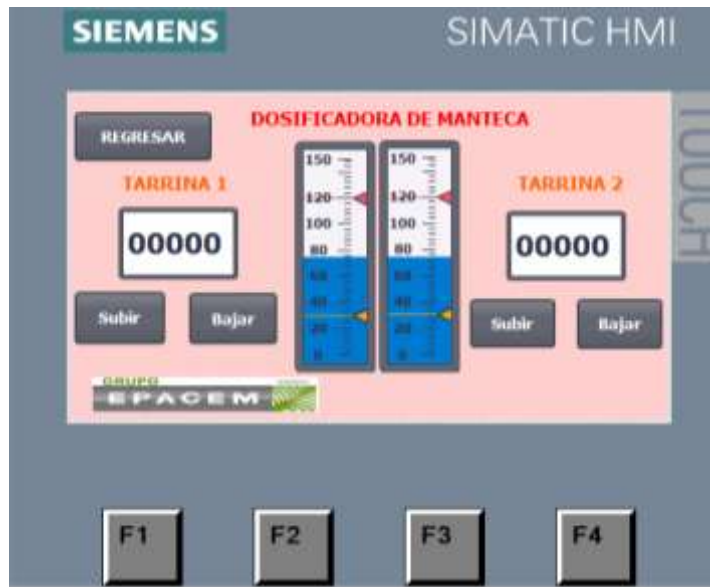 SIEMENS
SIMATIC HMI
TOUCH
DOSIFICADORA DE MANTECA
REGRESAR
TARRINA 1
TARRINA 2
150
120
100
80
60
40
20
0
150
120
100
80
60
40
20
0
00000
00000
Subir
Bajar
Subir
Bajar
GRUPO
EPACEM
F1
F2
F3
F4